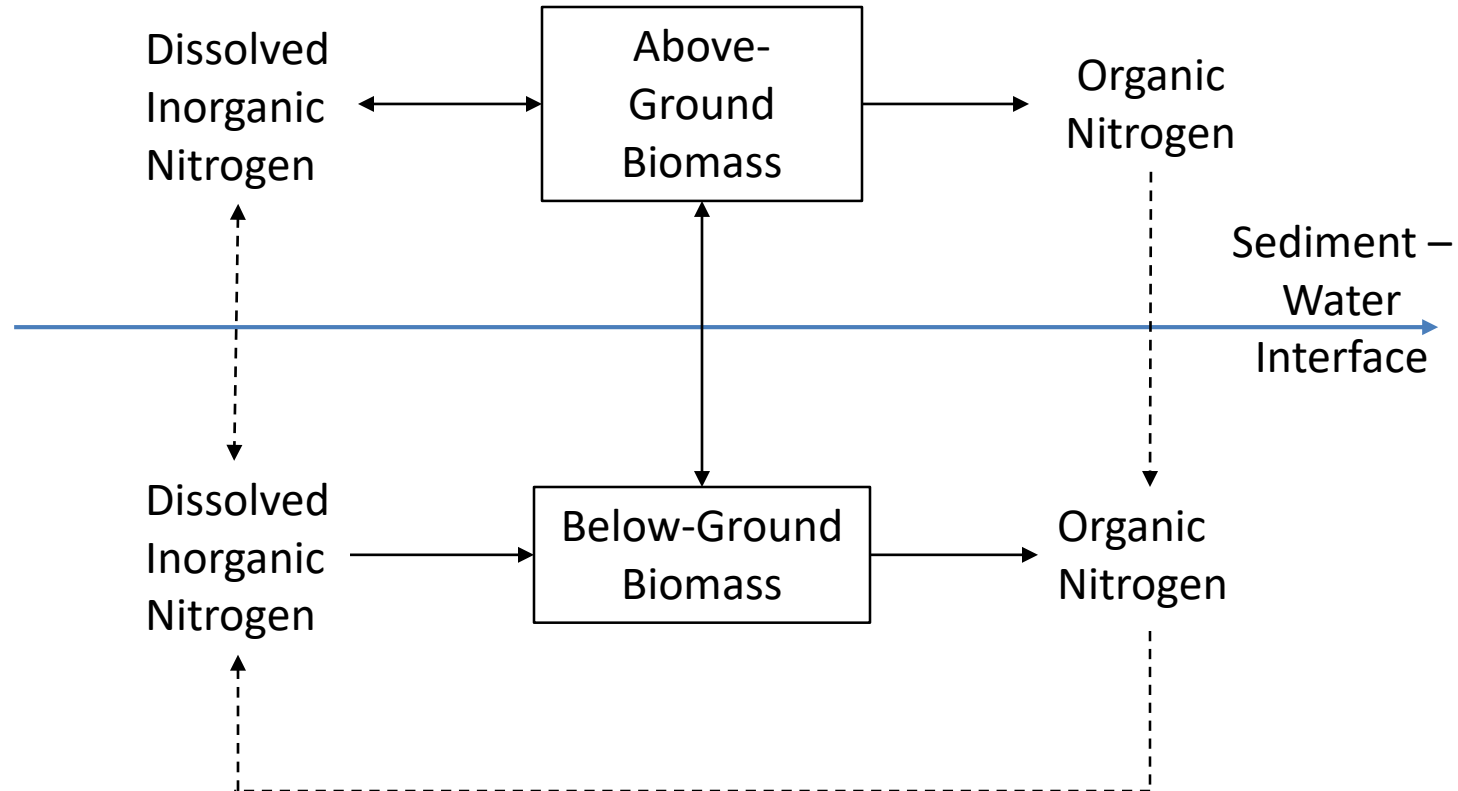 Dissolved
Inorganic
Nitrogen
Above-
Ground
Biomass
Organic
Nitrogen
Sediment –
Water
Interface
Dissolved
Inorganic
Nitrogen
Below-Ground
Biomass
Organic
Nitrogen